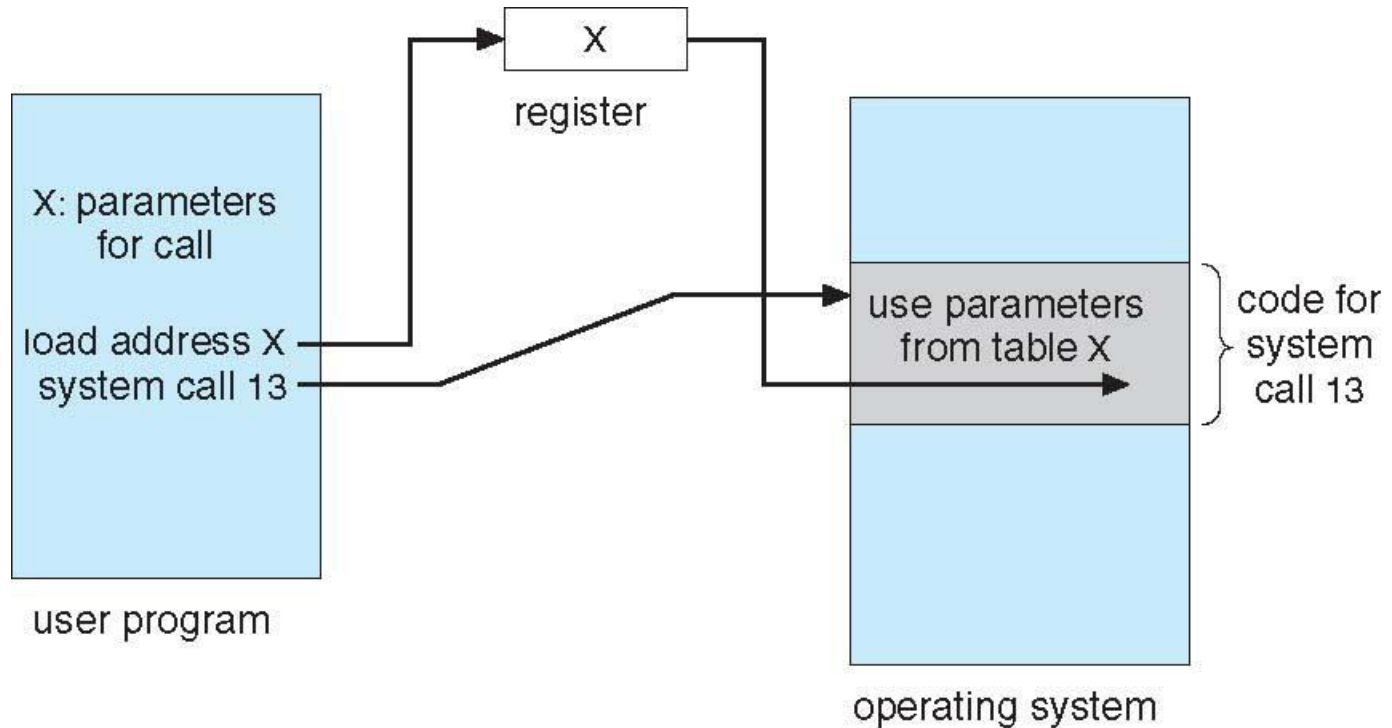 X
register
X: parameters
for call
load address X
system call 13
user program
use parameters
from table X
code for
system
call 13
operating system